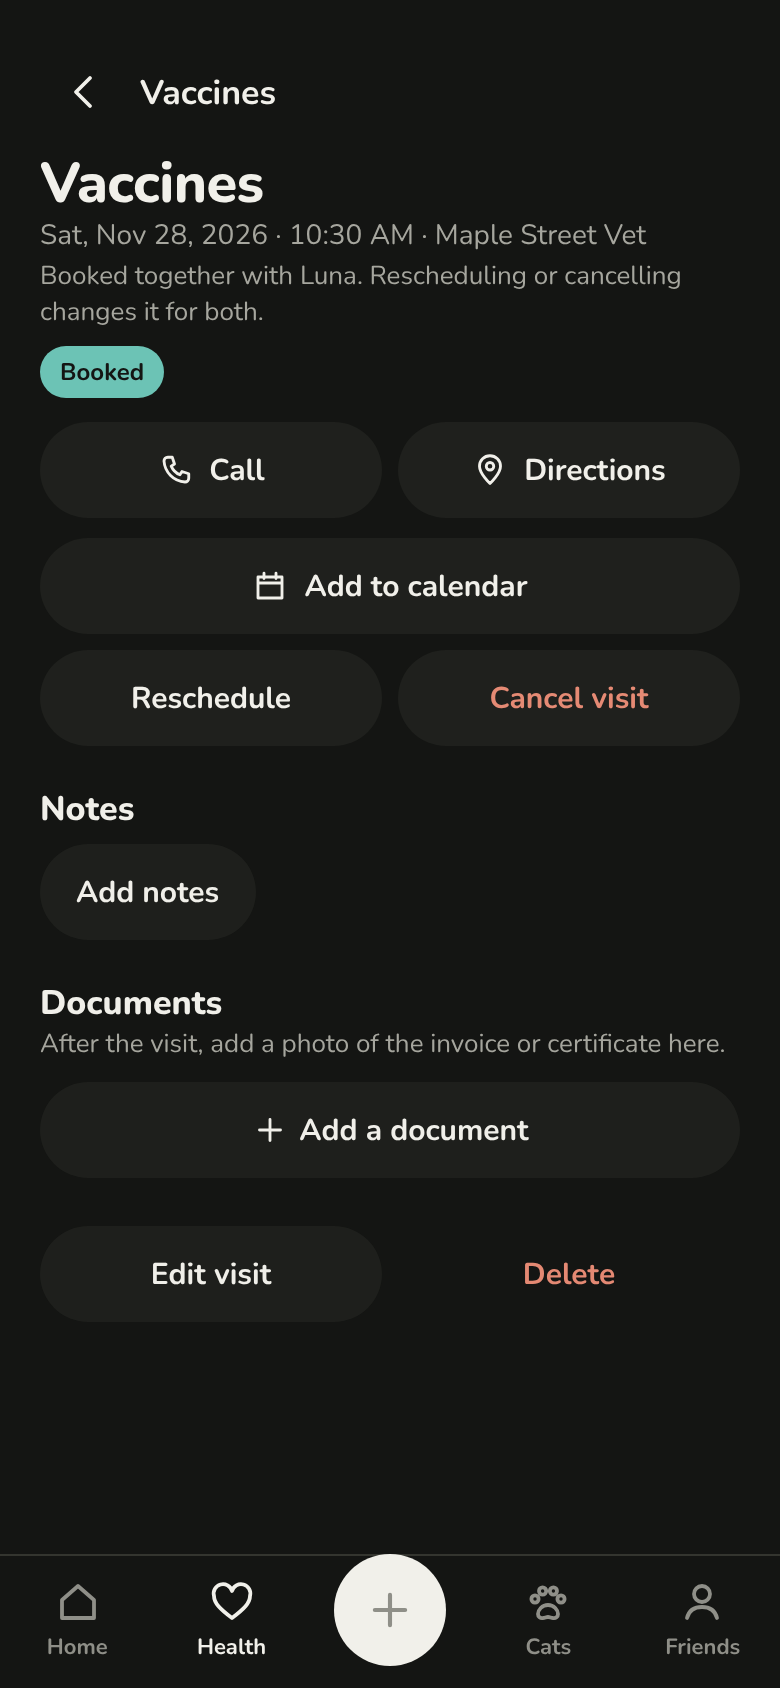 Vaccines
Vaccines
Sat, Nov 28, 2026 · 10:30 AM · Maple Street Vet
Booked together with Luna. Rescheduling or cancelling
changes it for both.
Booked
Call
Directions
Add to calendar
Reschedule
Cancel visit
Notes
Add notes
Documents
After the visit, add a photo of the invoice or certificate here.
Add a document
Edit visit
Delete
Home
Health
Cats
Friends